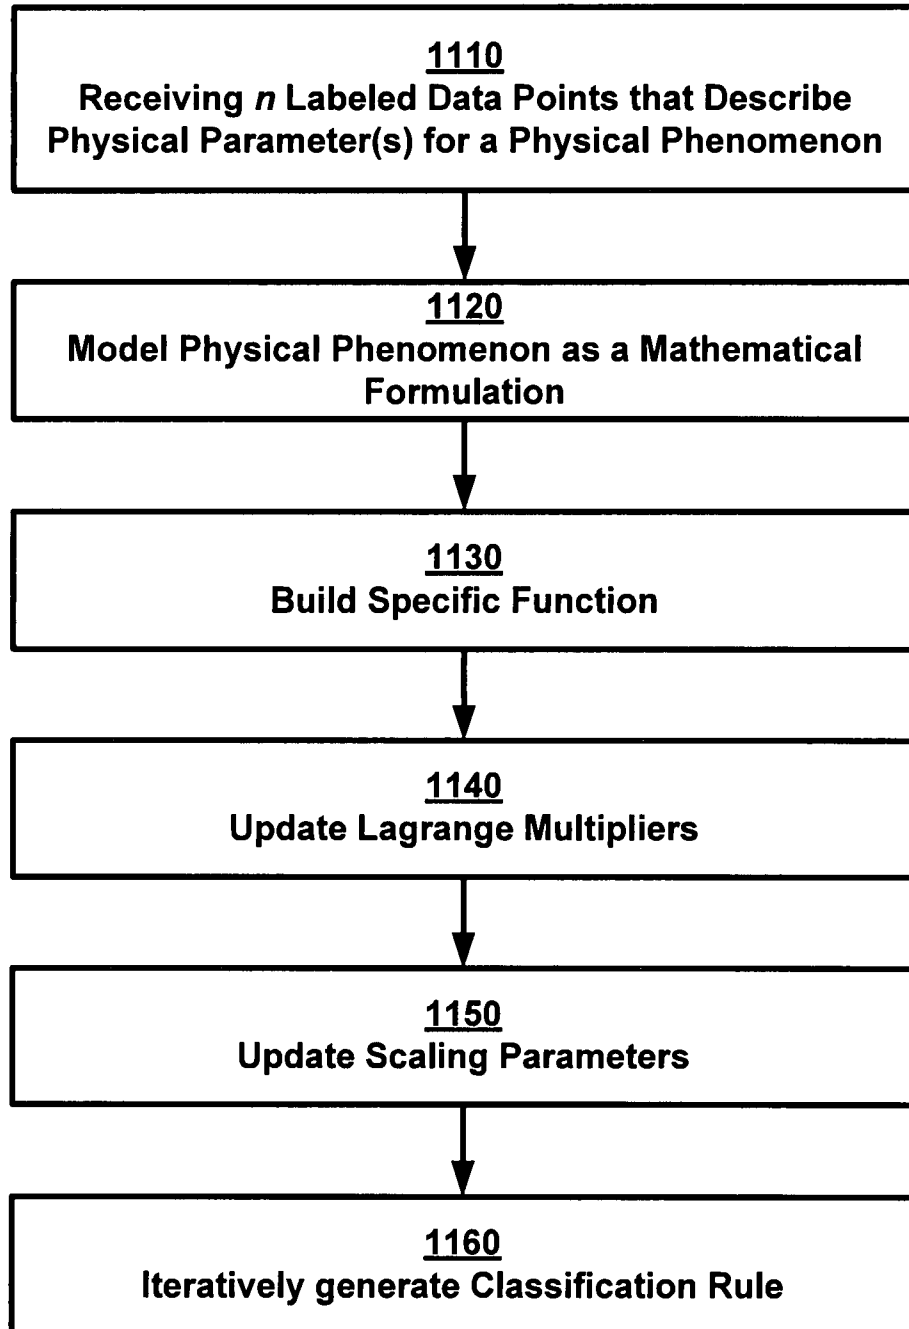 1110
Receiving n Labeled Data Points that Describe
Physical Parameter(s) for a Physical Phenomenon
1120
Model Physical Phenomenon as a Mathematical
Formulation
1130
Build Specific Function
1140
Update Lagrange Multipliers
1150
Update Scaling Parameters
1160
Iteratively generate Classification Rule